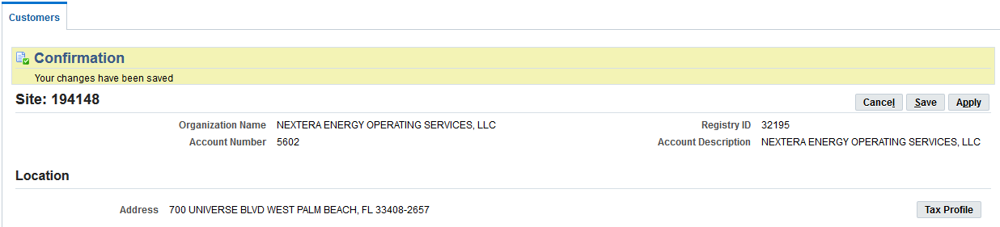 Customers
Confirmation
Your changes have been saved
Site: 194148
Cancel Save Apply
Organization Name NEXTERA ENERGY OPERATING SERVICES, LLC Registry ID 32195
Account Number 5602 Account Description NEXTERA ENERGY OPERATING SERVICES, LLC
Location
Address 700 UNIVERSE BLVD WEST PALM BEACH, FL 33408-2657 Tax Profile